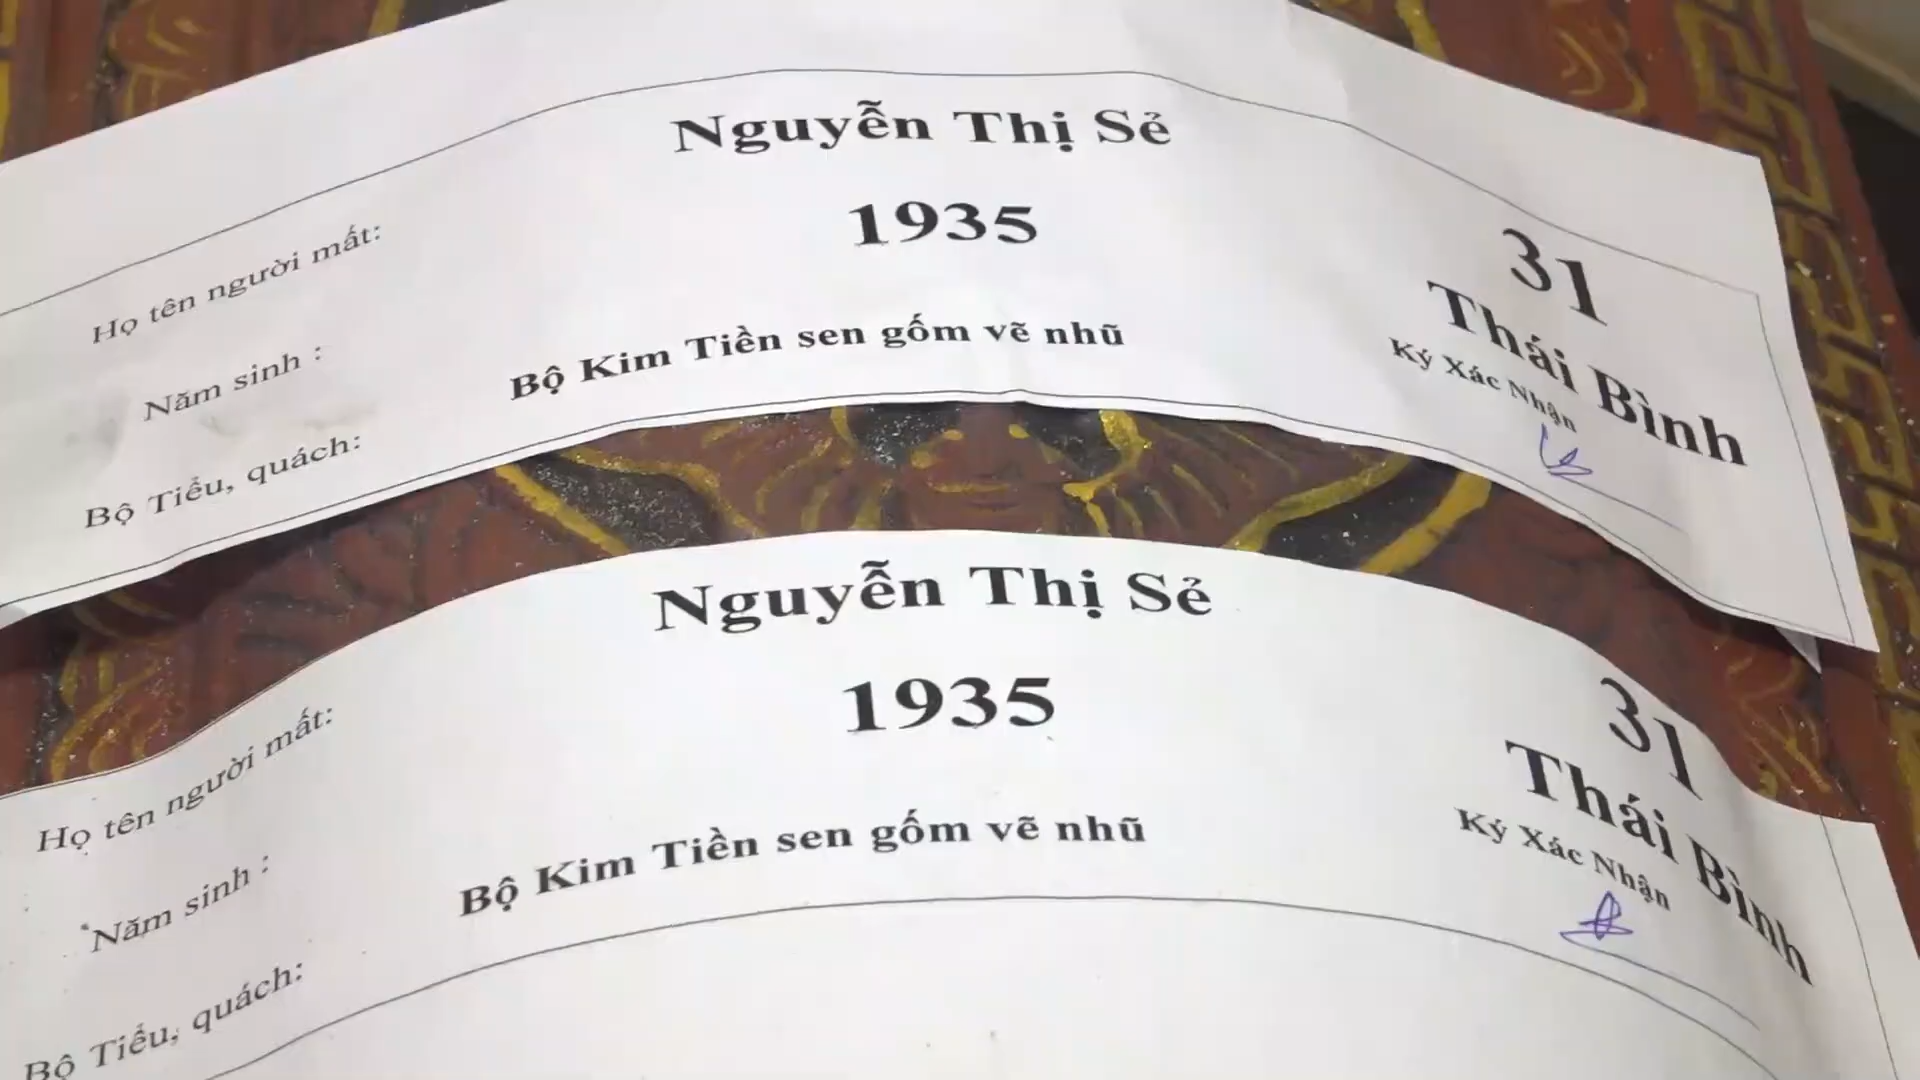 Họ tên người mất: Nguyễn Thị Sẻ
Năm sinh : 1935
Bộ Tiểu, quách: Bộ Kim Tiền sen gốm vẽ nhũ
31
Thái Bình
Ký Xác Nhận
Họ tên người mất: Nguyễn Thị Sẻ
Năm sinh : 1935
Bộ Tiểu, quách: Bộ Kim Tiền sen gốm vẽ nhũ
31
Thái Bình
Ký Xác Nhận